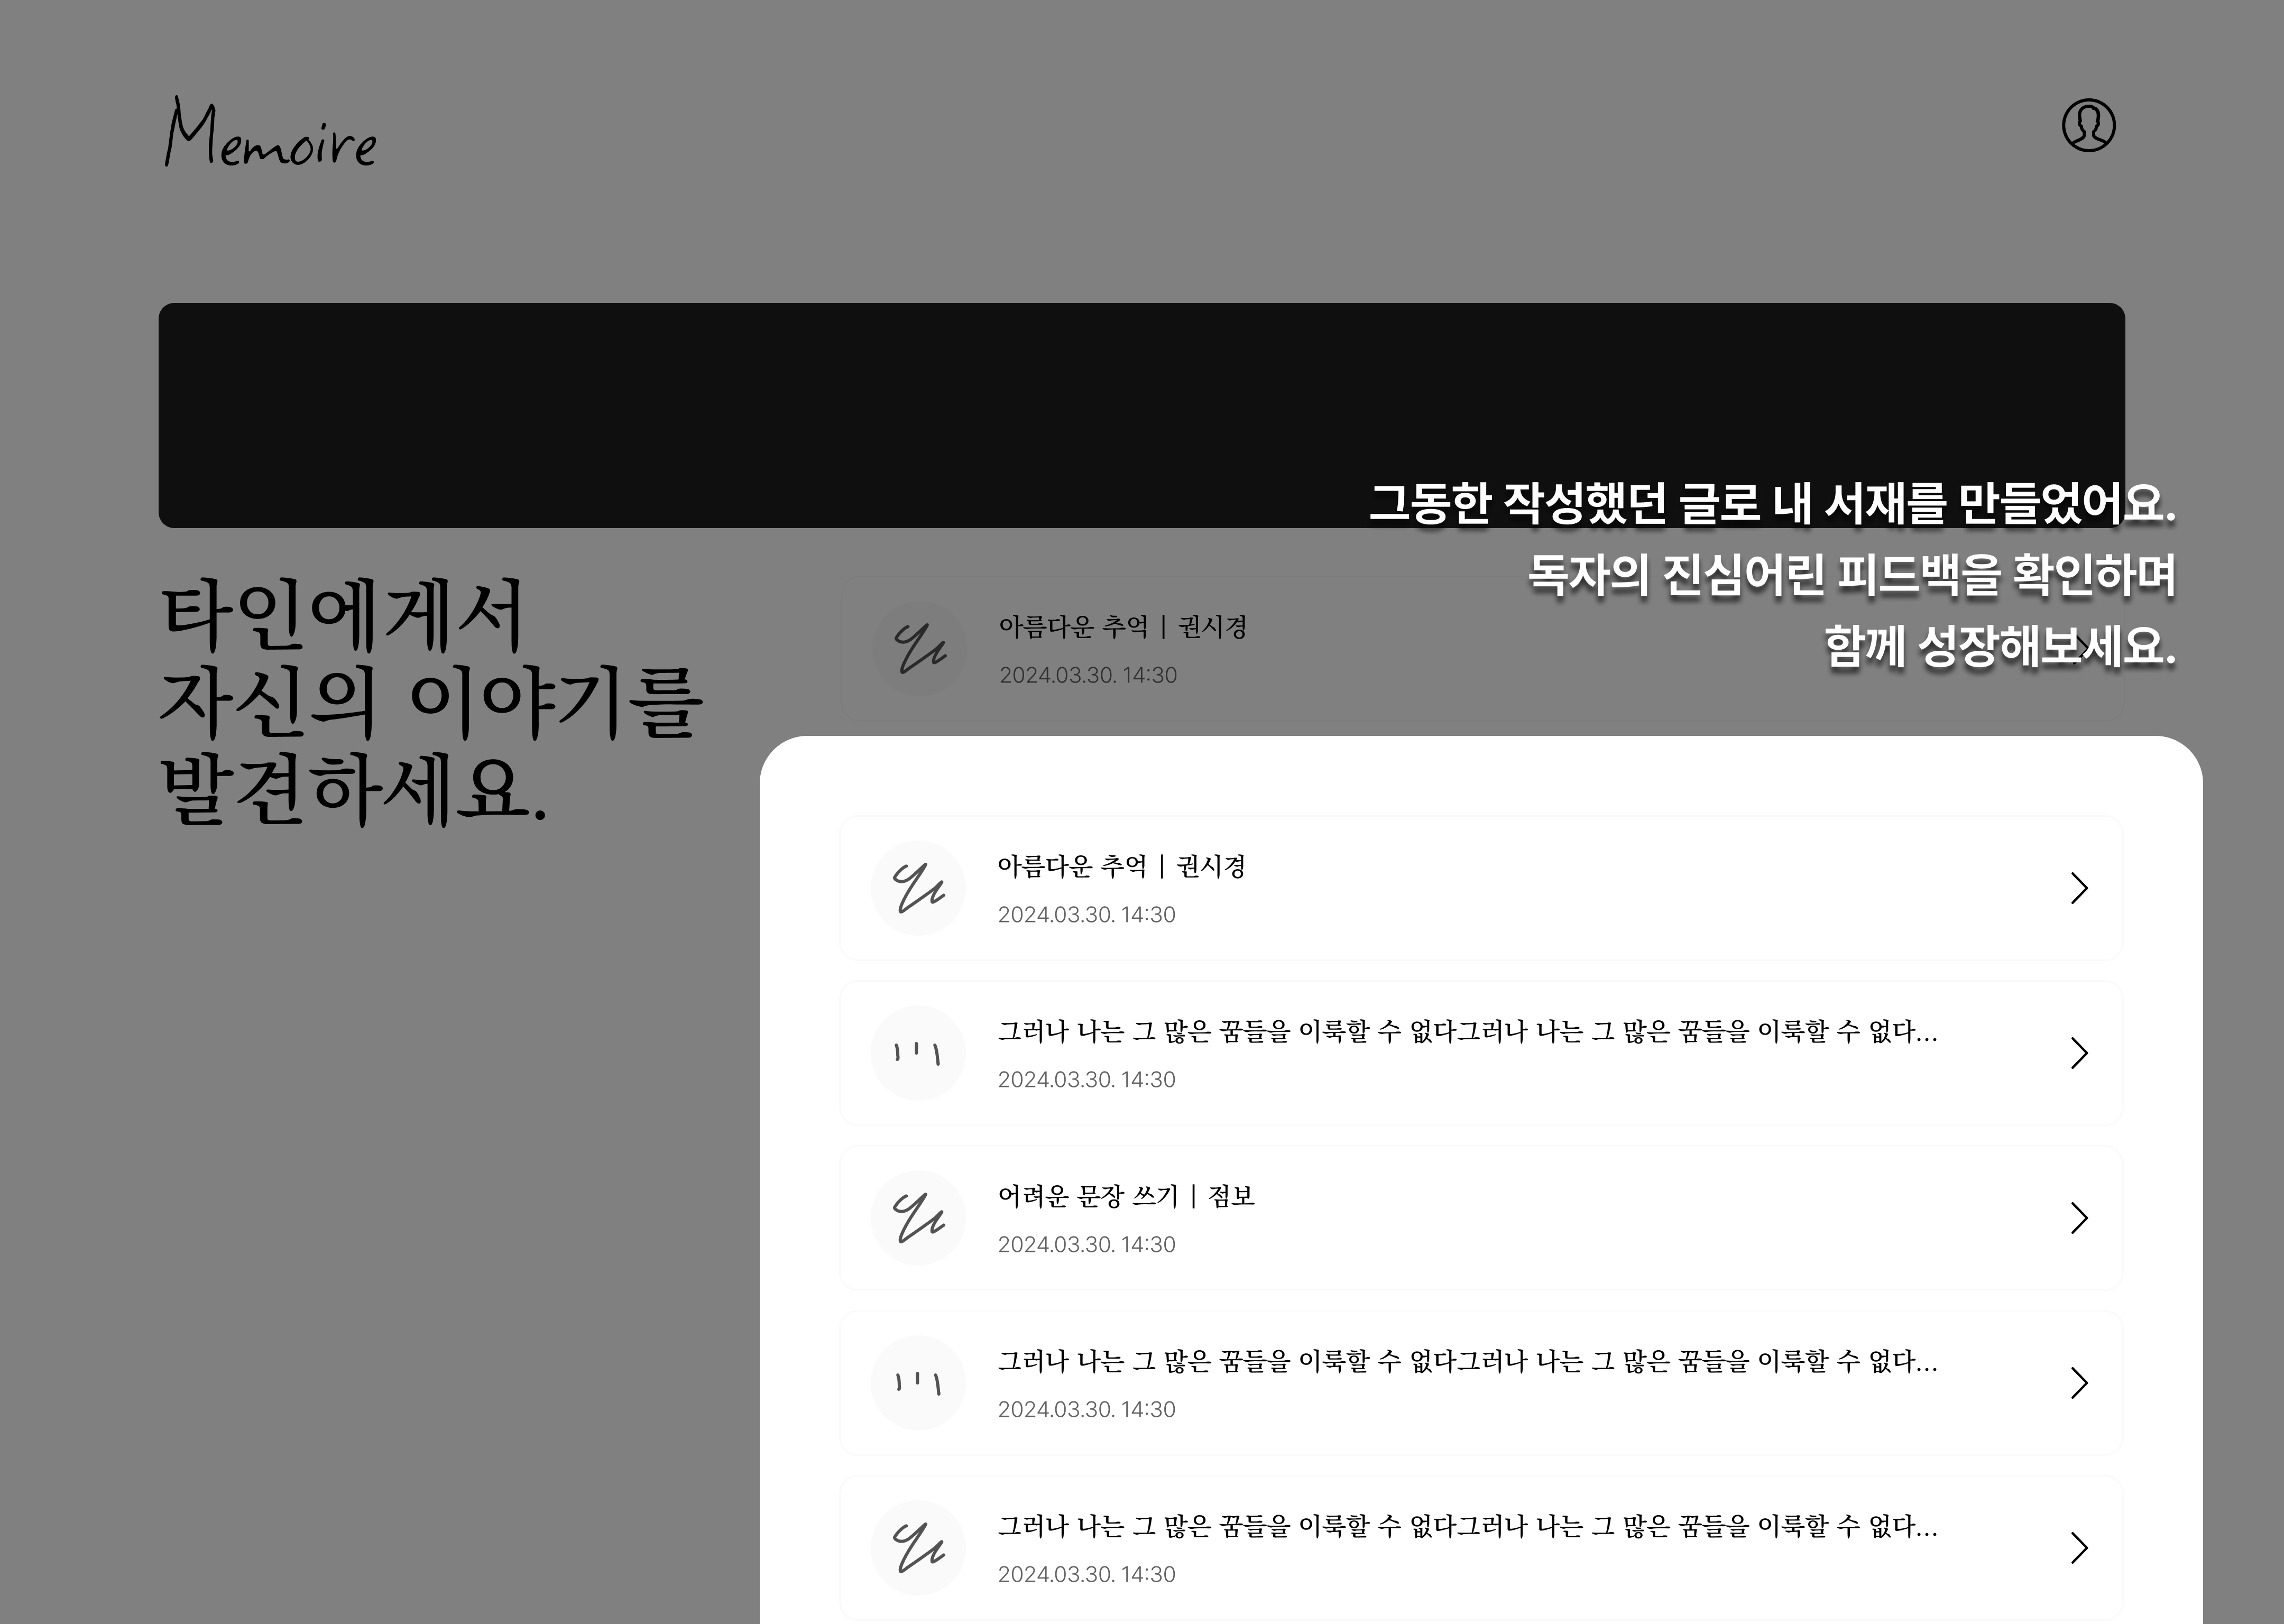 Memoire
그동한 작성했던 글로 내 서재를 만들었어요.
독자의 진심어린 피드백을 확인하며
함께 성장해보세요.
타인에게서
자신의 이야기를
발견하세요.
아름다운 추억 | 권시경
2024.03.30. 14:30
아름다운 추억 | 권시경
2024.03.30. 14:30
그러나 나는 그 많은 꿈들을 이룩할 수 없다그러나 나는 그 많은 꿈들을 이룩할 수 없다...
2024.03.30. 14:30
어려운 문장 쓰기 | 점보
2024.03.30. 14:30
그러나 나는 그 많은 꿈들을 이룩할 수 없다그러나 나는 그 많은 꿈들을 이룩할 수 없다...
2024.03.30. 14:30
그러나 나는 그 많은 꿈들을 이룩할 수 없다그러나 나는 그 많은 꿈들을 이룩할 수 없다...
2024.03.30. 14:30